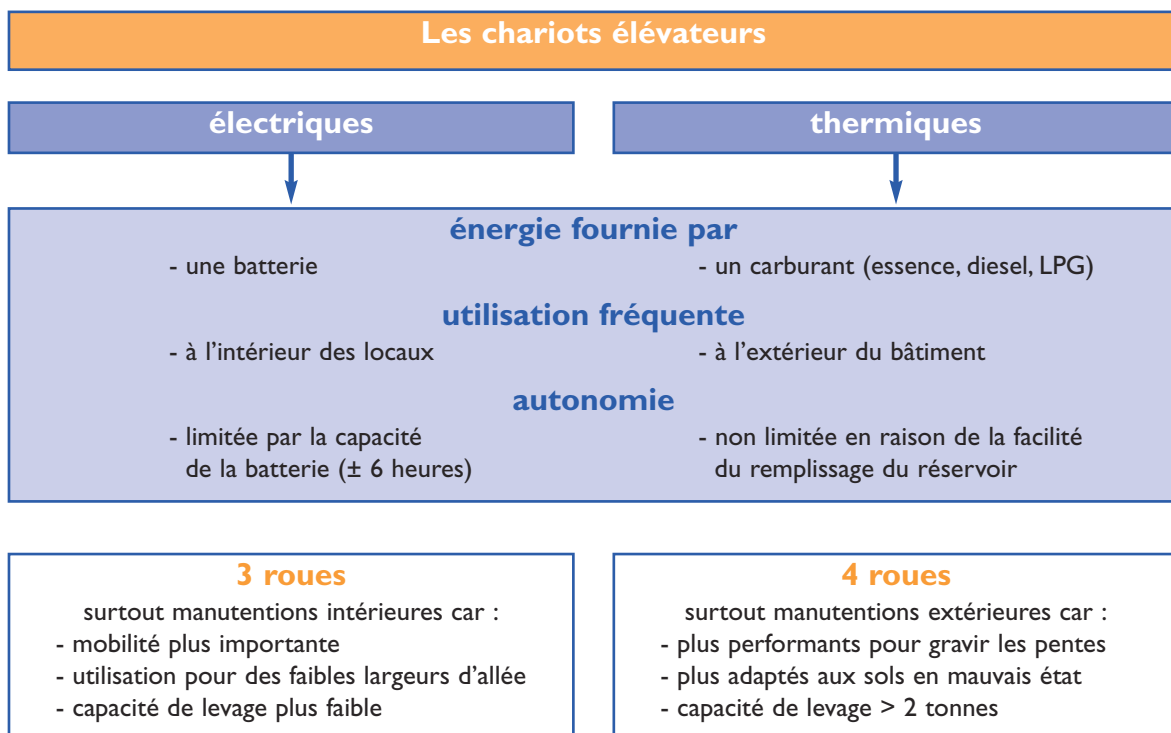 Les chariots élévateurs
électriques
thermiques
énergie fournie par
- une batterie
- un carburant (essence, diesel, LPG)
utilisation fréquente
- à l’intérieur des locaux
- à l’extérieur du bâtiment
autonomie
- limitée par la capacité
de la batterie (± 6 heures)
- non limitée en raison de la facilité
du remplissage du réservoir
3 roues
surtout manutentions intérieures car :
- mobilité plus importante
- utilisation pour des faibles largeurs d’allée
- capacité de levage plus faible
4 roues
surtout manutentions extérieures car :
- plus performants pour gravir les pentes
- plus adaptés aux sols en mauvais état
- capacité de levage > 2 tonnes